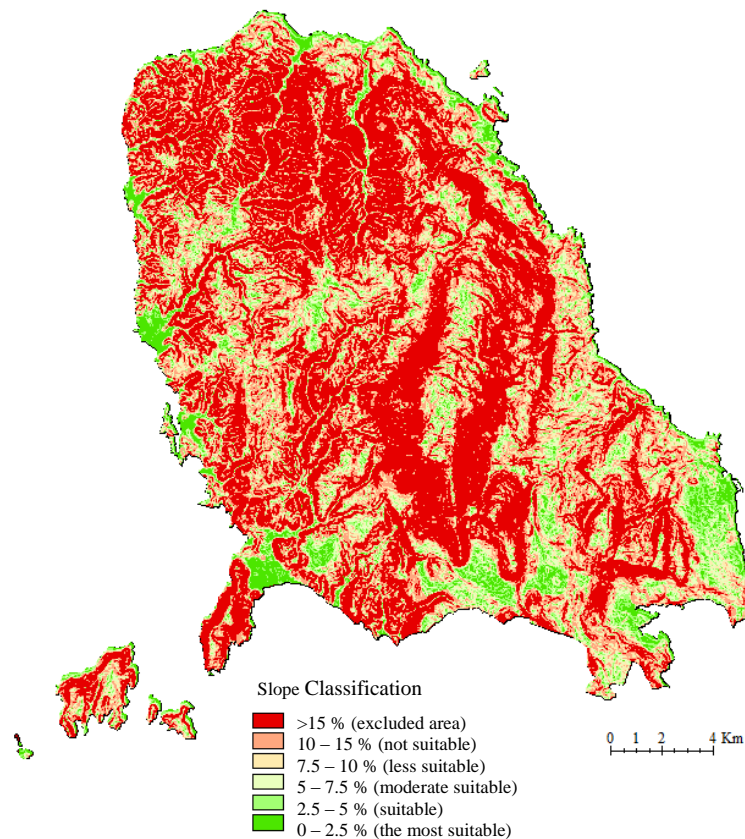 Slope Classification
>15 % (excluded area)
10 – 15 % (not suitable)
7.5 – 10 % (less suitable)
5 – 7.5 % (moderate suitable)
2.5 – 5 % (suitable)
0 – 2.5 % (the most suitable)
0 1 2 4 Km